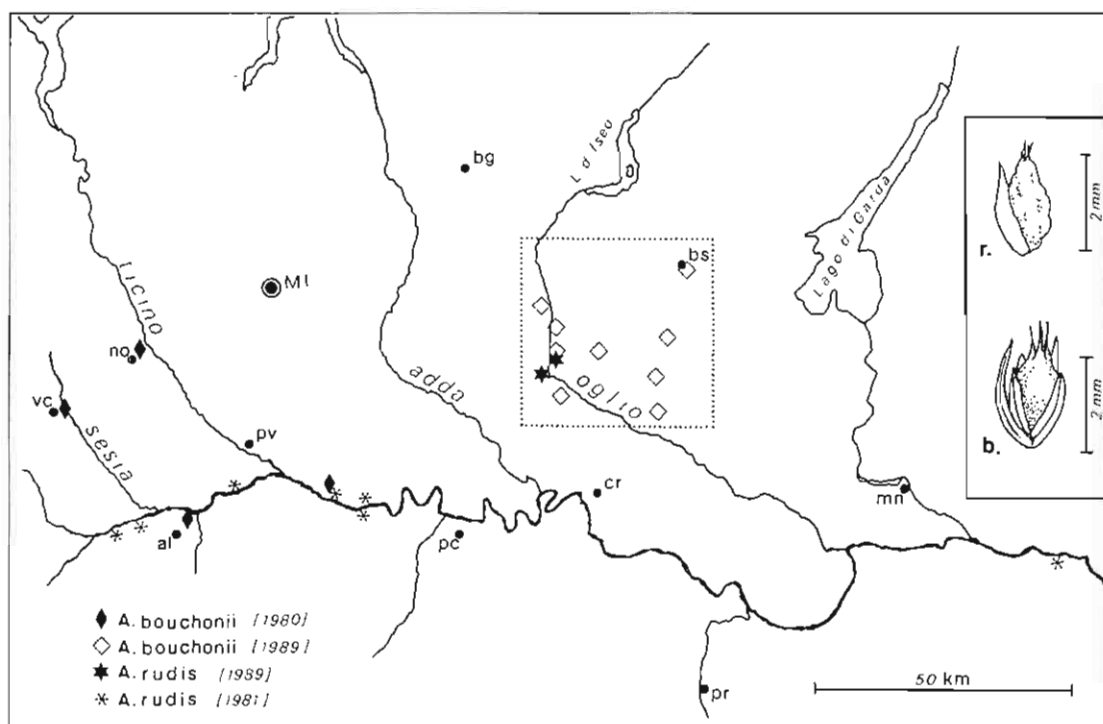 bg
L. d'Iseo
Lago di Garda
r.
2 mm
bs
MI
Ticino
no
adda
oglio
b.
2 mm
vc
sesia
pv
cr
mn
al
pc
A. bouchonii [1980]
A. bouchonii [1989]
A. rudis [1989]
A. rudis [1981]
pr
50 km